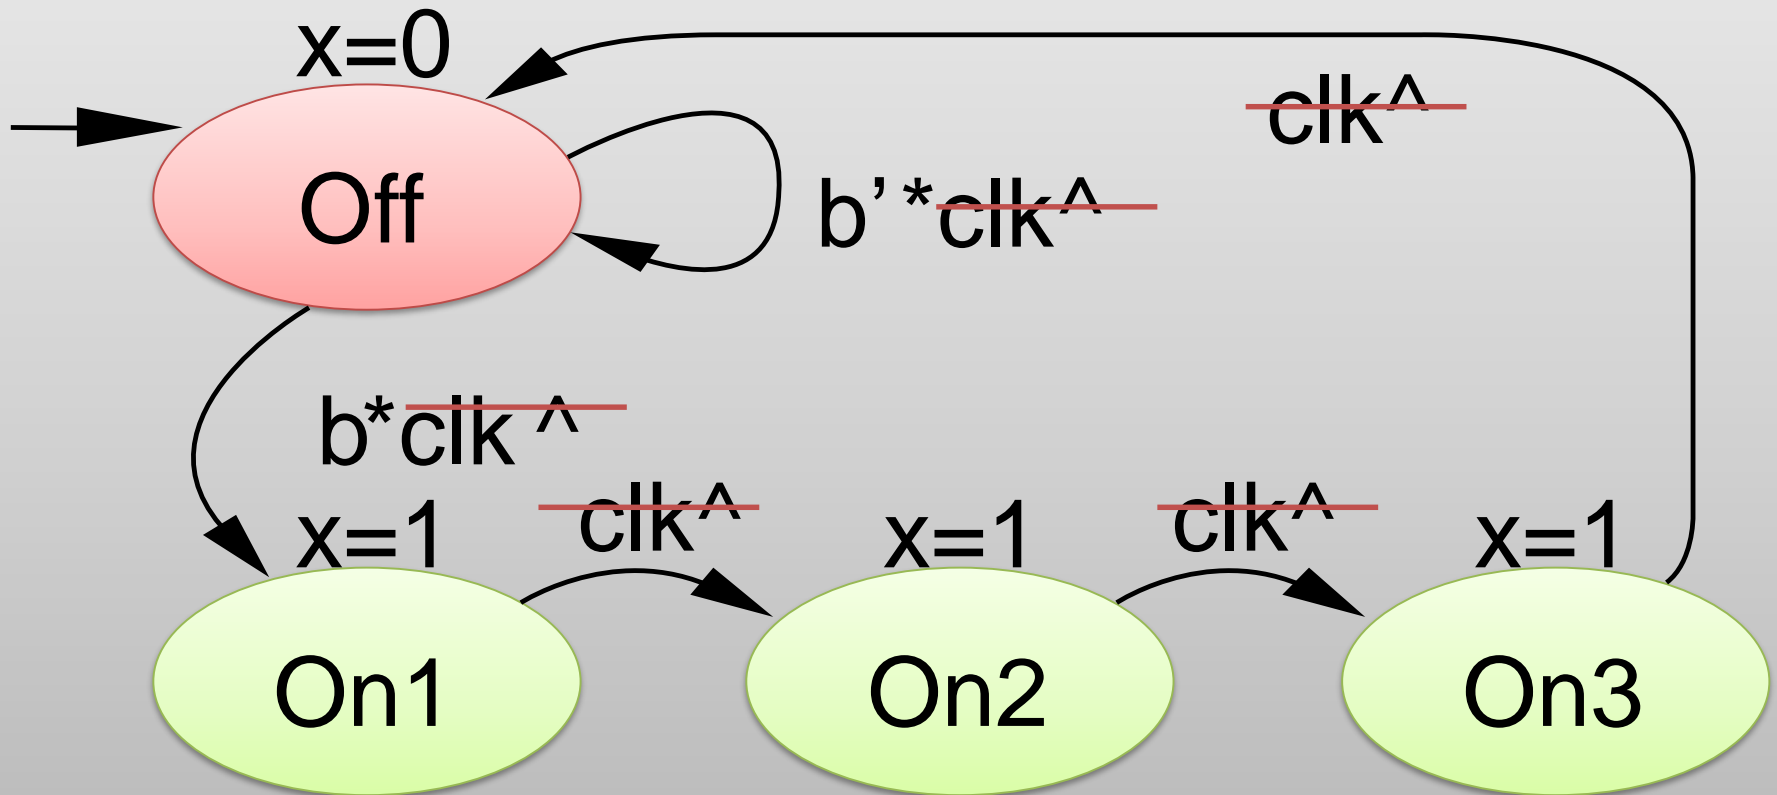 x=0
clk^
Off
b’*clk^
b*clk ^
x=1
clk^
x=1
clk^
x=1
On1
On2
On3